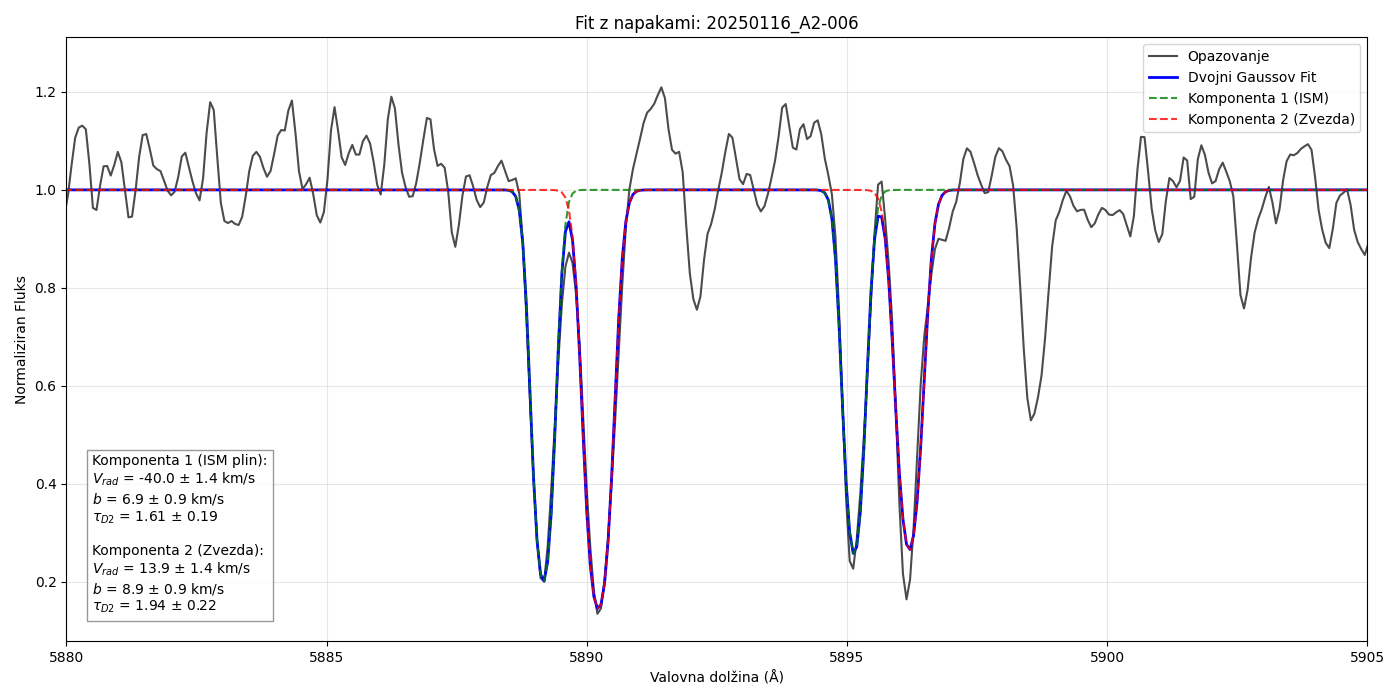 Fit z napakami: 20250116_A2-006
Normaliziran Fluks
1.2
1.0
0.8
0.6
0.4
0.2
Opazovanje
Dvojni Gaussov Fit
Komponenta 1 (ISM)
Komponenta 2 (Zvezda)
Komponenta 1 (ISM plin):
V_rad = -40.0 ± 1.4 km/s
b = 6.9 ± 0.9 km/s
τ_D2 = 1.61 ± 0.19
Komponenta 2 (Zvezda):
V_rad = 13.9 ± 1.4 km/s
b = 8.9 ± 0.9 km/s
τ_D2 = 1.94 ± 0.22
5880 5885 5890 5895 5900 5905
Valovna dolžina (Å)